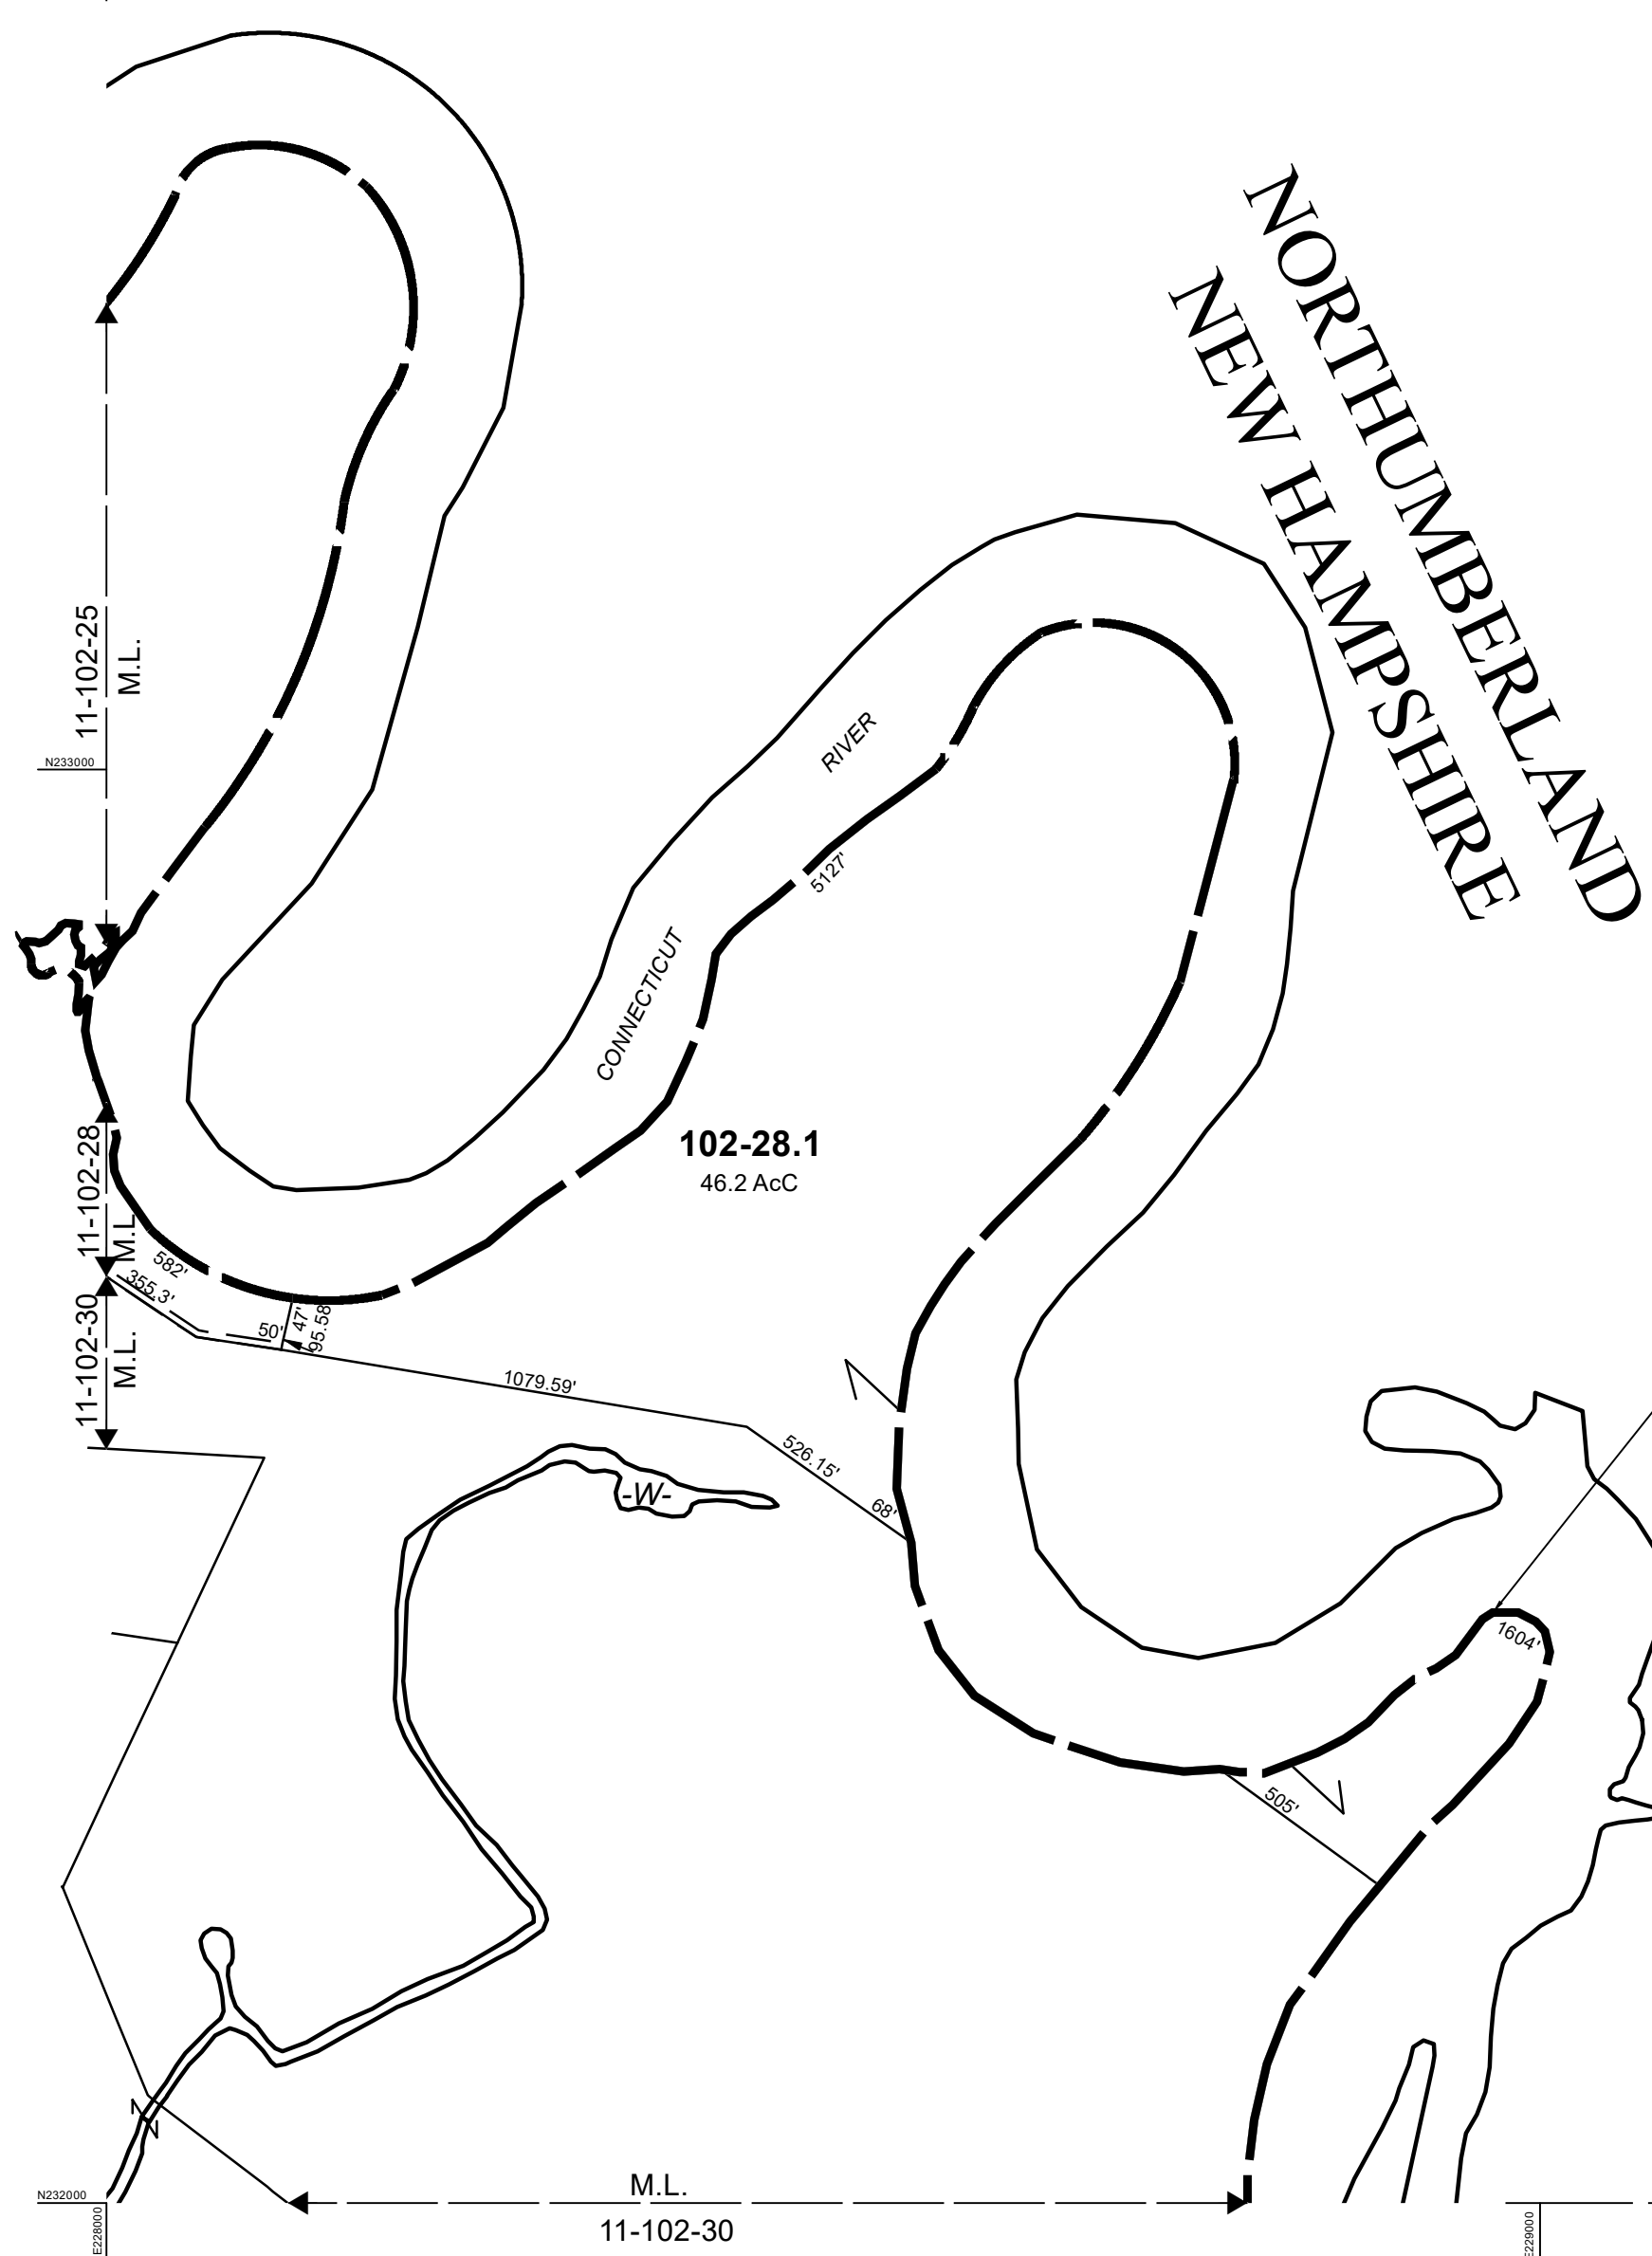 NORTHUMBERLAND
NEW HAMPSHIRE
11-102-25
M.L.
N233000
RIVER
5127'
CONNECTICUT
102-28.1
46.2 AcC
11-102-28
M.L.
582'
355.3'
50'
47'
95.58'
11-102-30
M.L.
1079.59'
526.15'
68'
-W-
1604'
505'
N232000
E228000
M.L.
11-102-30
E229000